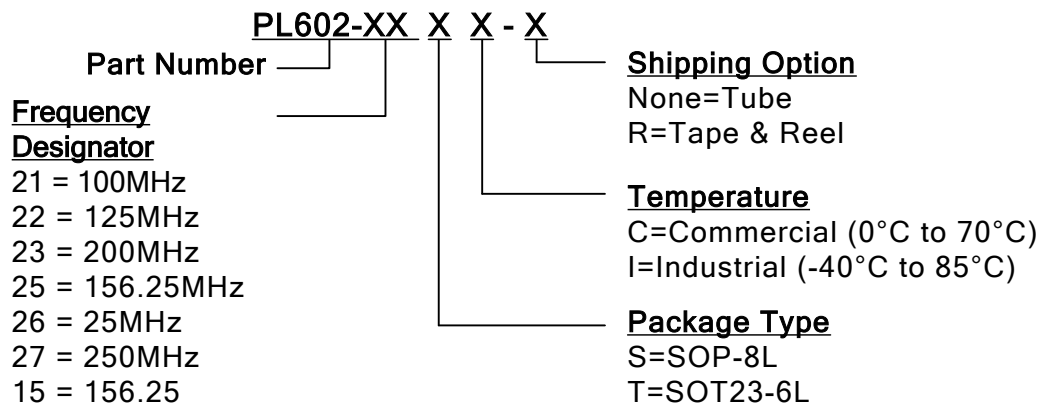 PL602-XX X X - X
Part Number
Frequency
Designator
21 = 100MHz
22 = 125MHz
23 = 200MHz
25 = 156.25MHz
26 = 25MHz
27 = 250MHz
15 = 156.25
Shipping Option
None=Tube
R=Tape & Reel
Temperature
C=Commercial (0°C to 70°C)
I=Industrial (-40°C to 85°C)
Package Type
S=SOP-8L
T=SOT23-6L